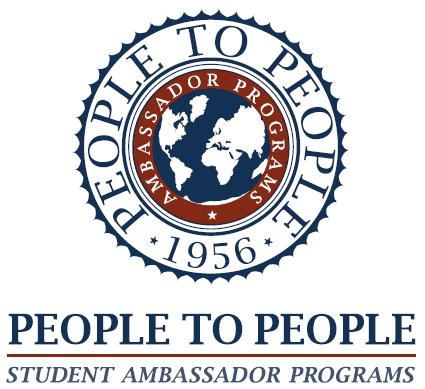 PEOPLE TO PEOPLE
AMBASSADOR PROGRAMS
1956
PEOPLE TO PEOPLE
STUDENT AMBASSADOR PROGRAMS